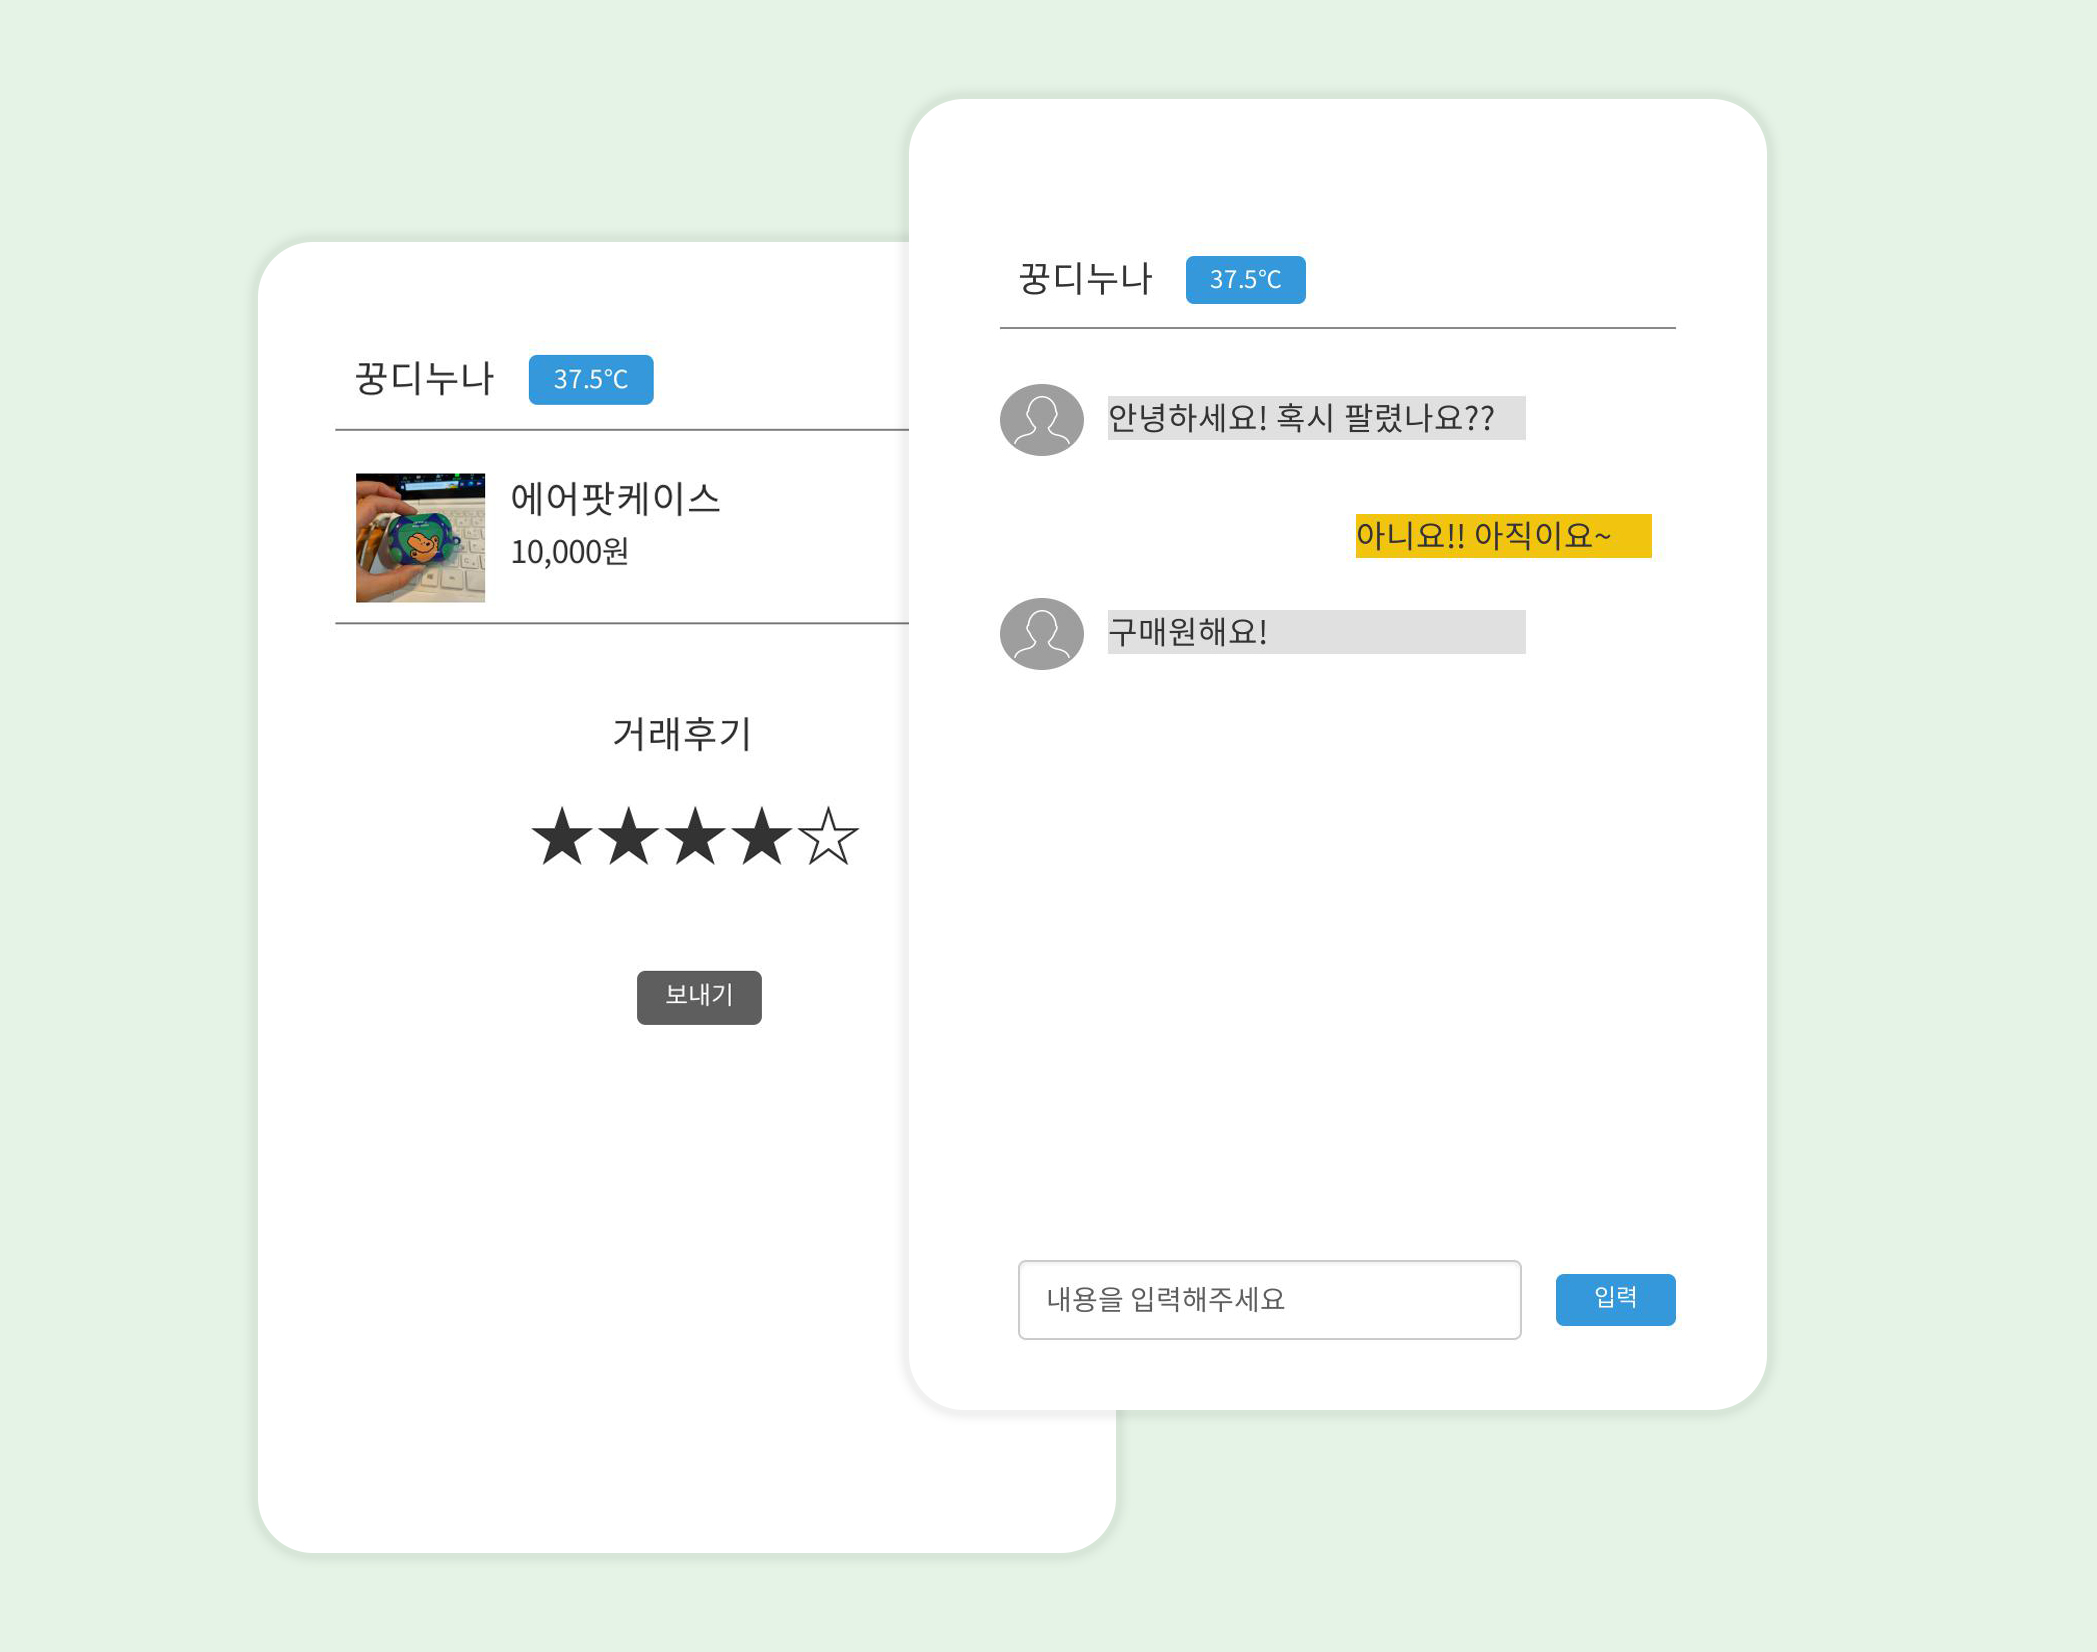 꿍디누나 37.5℃
에어팟케이스
10,000원
거래후기
★★★★☆
보내기
꿍디누나 37.5℃
안녕하세요! 혹시 팔렸나요??
아니요!! 아직이요~
구매원해요!
내용을 입력해주세요 입력